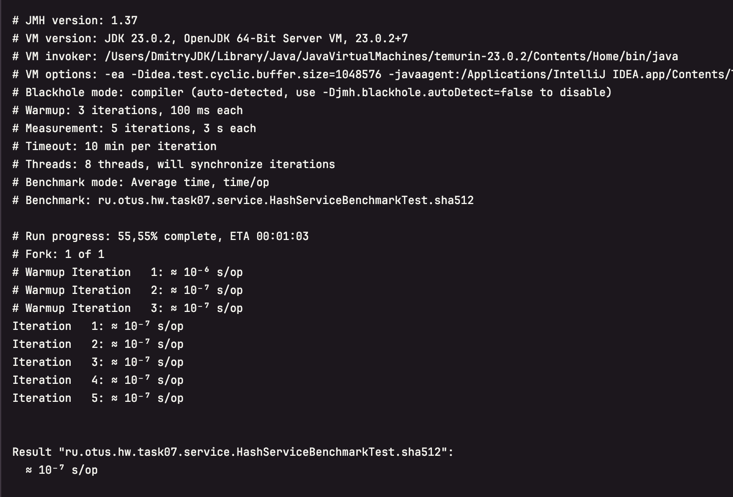 # JMH version: 1.37
# VM version: JDK 23.0.2, OpenJDK 64-Bit Server VM, 23.0.2+7
# VM invoker: /Users/DmitryJDK/Library/Java/JavaVirtualMachines/temurin-23.0.2/Contents/Home/bin/java
# VM options: -ea -Didea.test.cyclic.buffer.size=1048576 -javaagent:/Applications/IntelliJ IDEA.app/Contents/
# Blackhole mode: compiler (auto-detected, use -Djmh.blackhole.autoDetect=false to disable)
# Warmup: 3 iterations, 100 ms each
# Measurement: 5 iterations, 3 s each
# Timeout: 10 min per iteration
# Threads: 8 threads, will synchronize iterations
# Benchmark mode: Average time, time/op
# Benchmark: ru.otus.hw.task07.service.HashServiceBenchmarkTest.sha512
# Run progress: 55,55% complete, ETA 00:01:03
# Fork: 1 of 1
# Warmup Iteration   1: ≈ 10⁻⁶ s/op
# Warmup Iteration   2: ≈ 10⁻⁷ s/op
# Warmup Iteration   3: ≈ 10⁻⁷ s/op
Iteration   1: ≈ 10⁻⁷ s/op
Iteration   2: ≈ 10⁻⁷ s/op
Iteration   3: ≈ 10⁻⁷ s/op
Iteration   4: ≈ 10⁻⁷ s/op
Iteration   5: ≈ 10⁻⁷ s/op
Result "ru.otus.hw.task07.service.HashServiceBenchmarkTest.sha512":
  ≈ 10⁻⁷ s/op